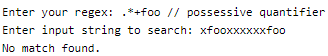 Enter your regex: .*+foo // possessive quantifier
Enter input string to search: xfooxxxxxxfoo
No match found.